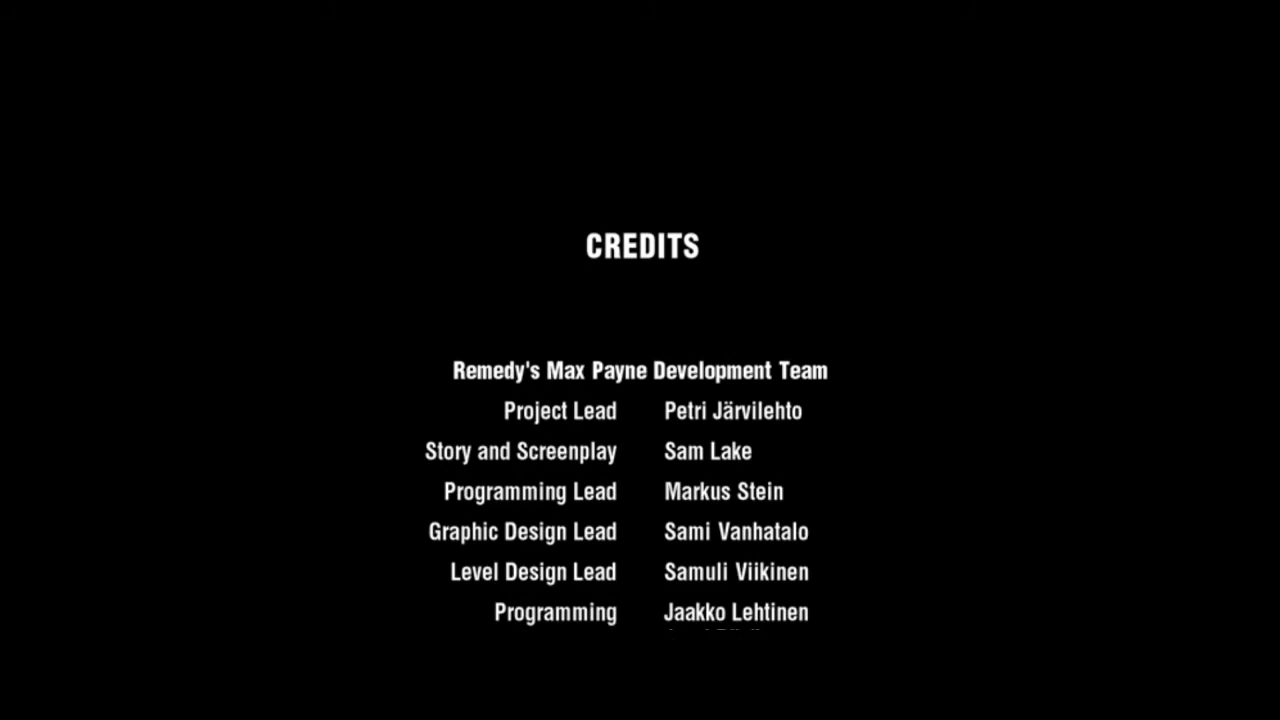 CREDITS
Remedy's Max Payne Development Team
Project Lead Petri Järvilehto
Story and Screenplay Sam Lake
Programming Lead Markus Stein
Graphic Design Lead Sami Vanhatalo
Level Design Lead Samuli Viikinen
Programming Jaakko Lehtinen